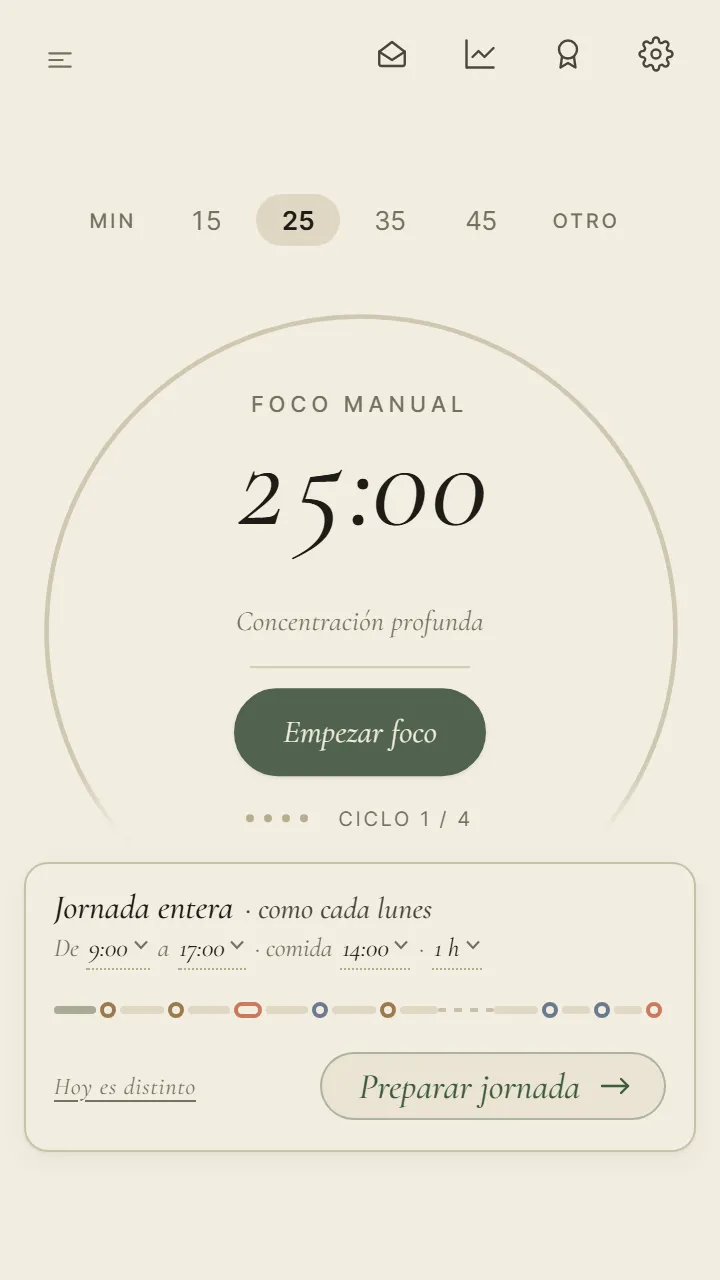 MIN 15 25 35 45 OTRO
FOCO MANUAL
25:00
Concentración profunda
Empezar foco
CICLO 1 / 4
Jornada entera · como cada lunes
De 9:00 a 17:00 · comida 14:00 · 1 h
Hoy es distinto
Preparar jornada →